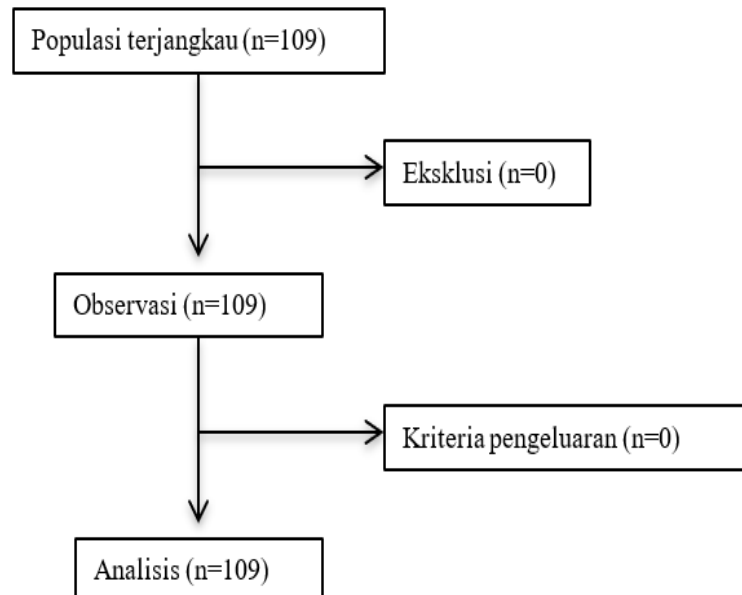 Populasi terjangkau (n=109)
Eksklusi (n=0)
Observasi (n=109)
Kriteria pengeluaran (n=0)
Analisis (n=109)